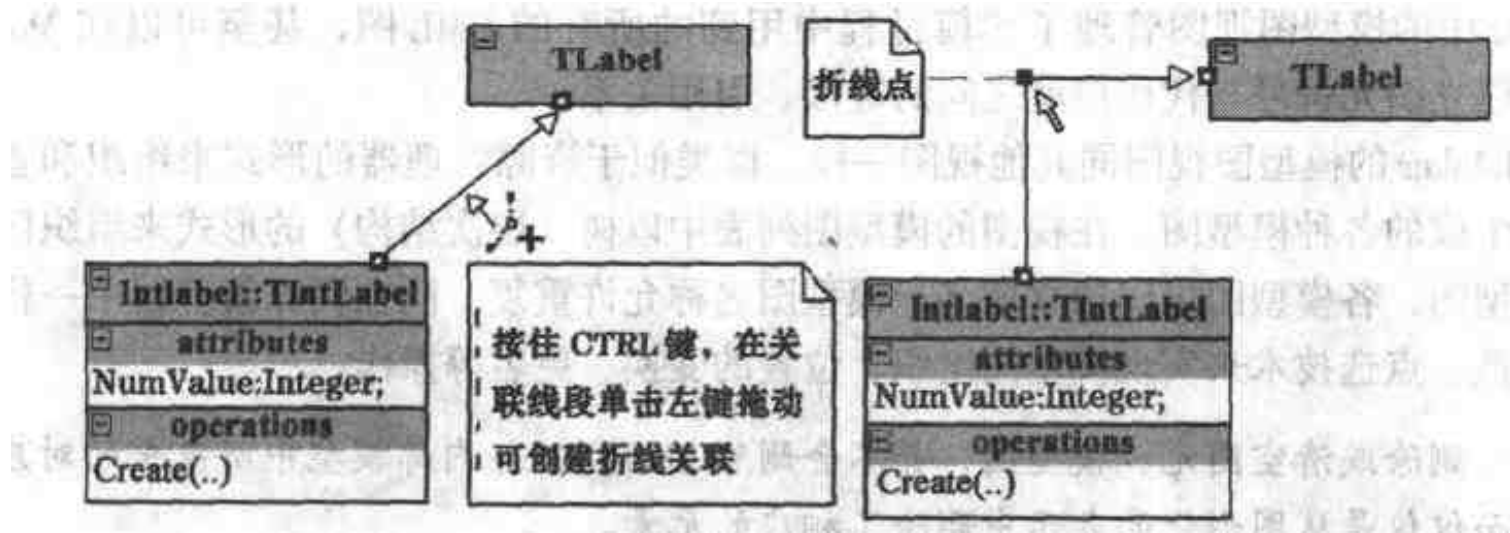 TLabel
折线点
TLabel
Intlabel::TIntLabel
attributes
NumValue:Integer;
operations
Create(..)
按住 CTRL 键，在关
联线段单击左键拖动
可创建折线关联
Intlabel::TIntLabel
attributes
NumValue:Integer;
operations
Create(..)